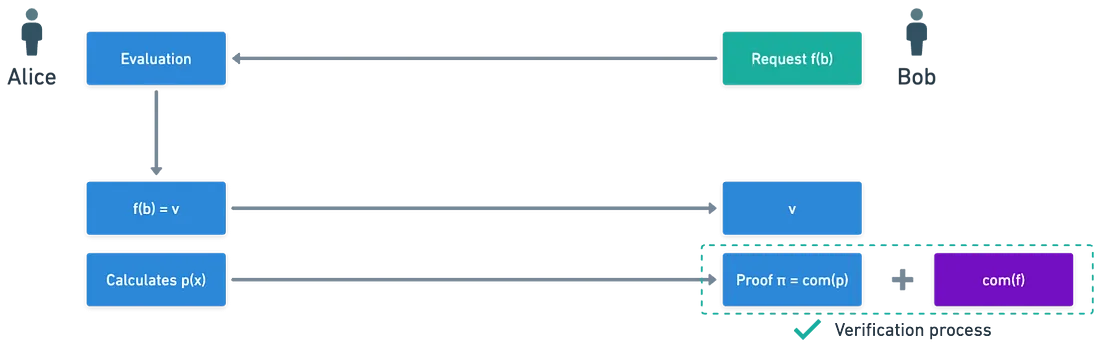 Alice
Evaluation
Request f(b)
Bob
f(b) = v
v
Calculates p(x)
Proof π = com(p)
+
com(f)
Verification process